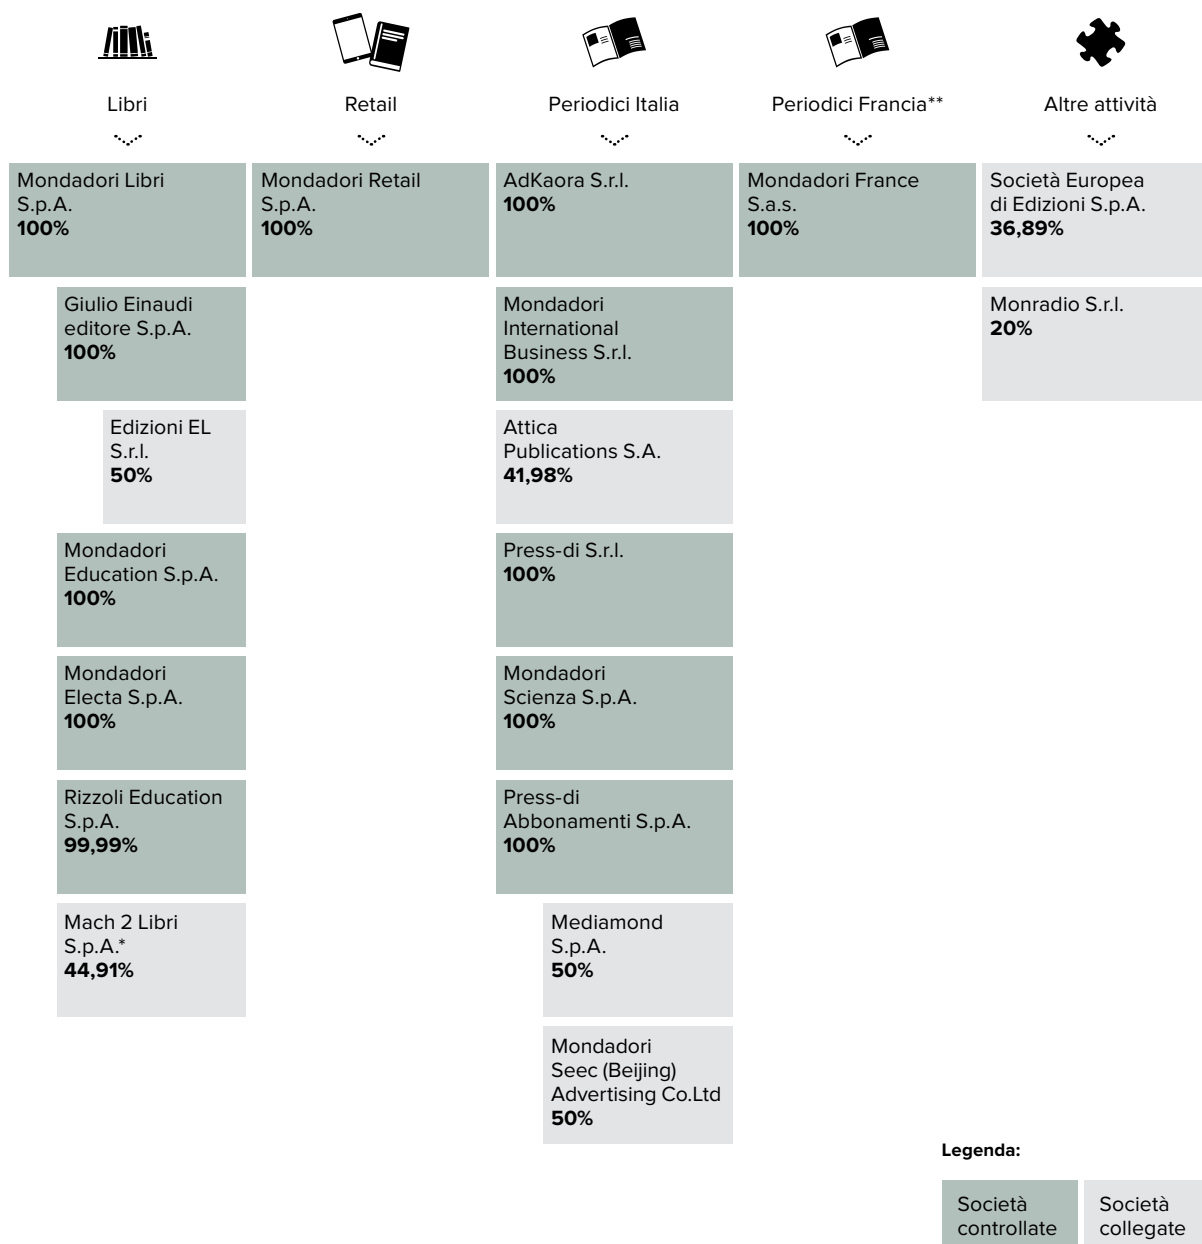 Libri
Mondadori Libri
S.p.A.
100%
Giulio Einaudi
editore S.p.A.
100%
Edizioni EL
S.r.l.
50%
Mondadori
Education S.p.A.
100%
Mondadori
Electa S.p.A.
100%
Rizzoli Education
S.p.A.
99,99%
Mach 2 Libri
S.p.A.*
44,91%
Retail
Mondadori Retail
S.p.A.
100%
Periodici Italia
AdKaora S.r.l.
100%
Mondadori
International
Business S.r.l.
100%
Attica
Publications S.A.
41,98%
Press-di S.r.l.
100%
Mondadori
Scienza S.p.A.
100%
Press-di
Abbonamenti S.p.A.
100%
Mediamond
S.p.A.
50%
Mondadori
Seec (Beijing)
Advertising Co.Ltd
50%
Periodici Francia**
Mondadori France
S.a.s.
100%
Altre attività
Società Europea
di Edizioni S.p.A.
36,89%
Monradio S.r.l.
20%
Legenda:
Società
controllate
Società
collegate